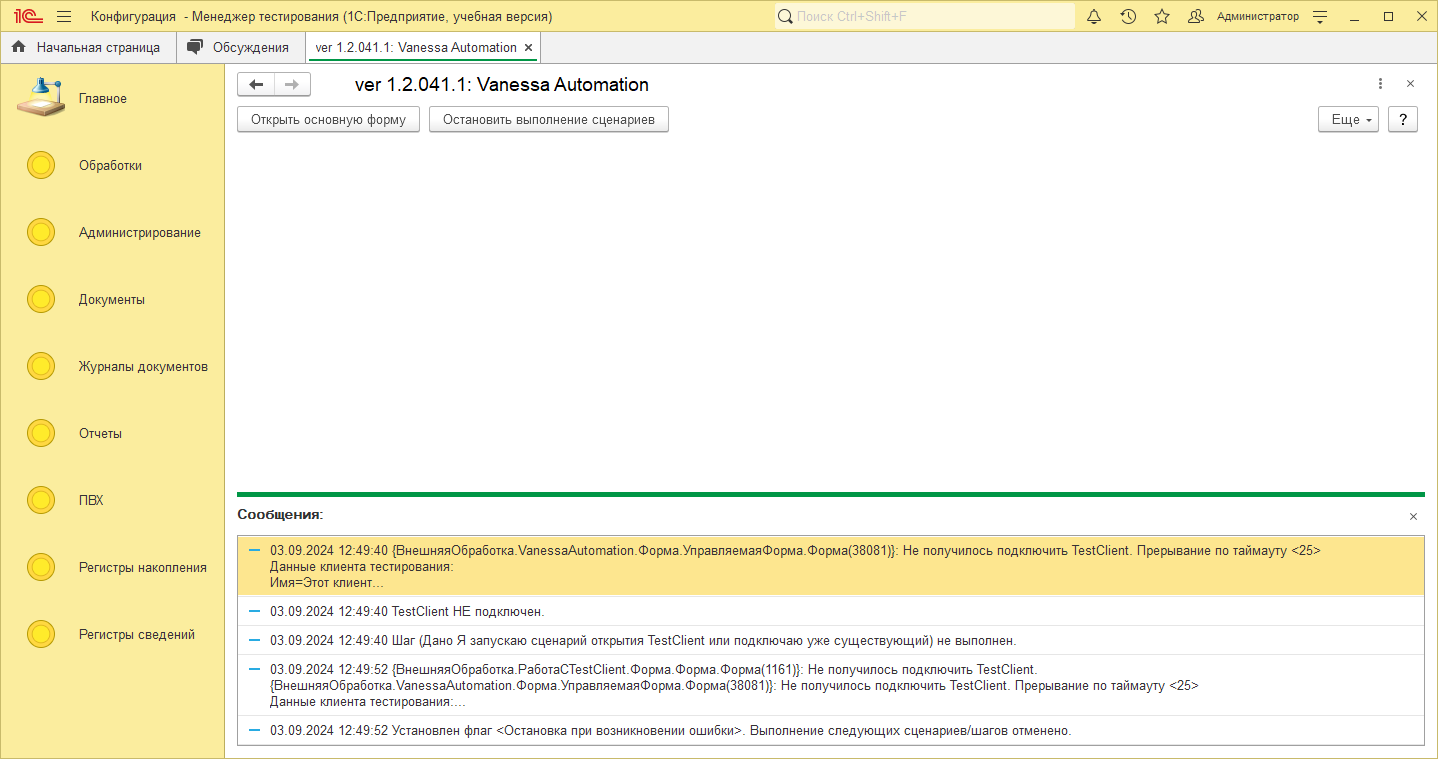 1С Конфигурация - Менеджер тестирования (1С:Предприятие, учебная версия) Поиск Ctrl+Shift+F Администратор
Начальная страница Обсуждения ver 1.2.041.1: Vanessa Automation
Главное
Обработки
Администрирование
Документы
Журналы документов
Отчеты
ПВХ
Регистры накопления
Регистры сведений
ver 1.2.041.1: Vanessa Automation
Открыть основную форму Остановить выполнение сценариев Еще ?
Сообщения:
03.09.2024 12:49:40 {ВнешняяОбработка.VanessaAutomation.Форма.УправляемаяФорма.Форма(38081)}: Не получилось подключить TestClient. Прерывание по таймауту <25>
Данные клиента тестирования:
Имя=Этот клиент...
03.09.2024 12:49:40 TestClient НЕ подключен.
03.09.2024 12:49:40 Шаг (Дано Я запускаю сценарий открытия TestClient или подключаю уже существующий) не выполнен.
03.09.2024 12:49:52 {ВнешняяОбработка.РаботаСTestClient.Форма.Форма.Форма(1161)}: Не получилось подключить TestClient.
{ВнешняяОбработка.VanessaAutomation.Форма.УправляемаяФорма.Форма(38081)}: Не получилось подключить TestClient. Прерывание по таймауту <25>
Данные клиента тестирования:...
03.09.2024 12:49:52 Установлен флаг <Остановка при возникновении ошибки>. Выполнение следующих сценариев/шагов отменено.